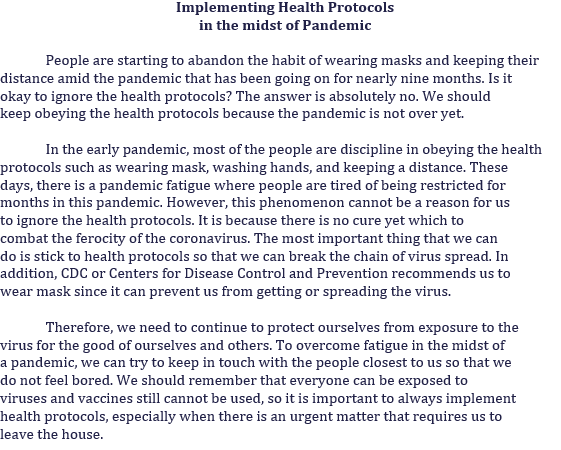 Implementing Health Protocols
in the midst of Pandemic
People are starting to abandon the habit of wearing masks and keeping their
distance amid the pandemic that has been going on for nearly nine months. Is it
okay to ignore the health protocols? The answer is absolutely no. We should
keep obeying the health protocols because the pandemic is not over yet.
In the early pandemic, most of the people are discipline in obeying the health
protocols such as wearing mask, washing hands, and keeping a distance. These
days, there is a pandemic fatigue where people are tired of being restricted for
months in this pandemic. However, this phenomenon cannot be a reason for us
to ignore the health protocols. It is because there is no cure yet which to
combat the ferocity of the coronavirus. The most important thing that we can
do is stick to health protocols so that we can break the chain of virus spread. In
addition, CDC or Centers for Disease Control and Prevention recommends us to
wear mask since it can prevent us from getting or spreading the virus.
Therefore, we need to continue to protect ourselves from exposure to the
virus for the good of ourselves and others. To overcome fatigue in the midst of
a pandemic, we can try to keep in touch with the people closest to us so that we
do not feel bored. We should remember that everyone can be exposed to
viruses and vaccines still cannot be used, so it is important to always implement
health protocols, especially when there is an urgent matter that requires us to
leave the house.